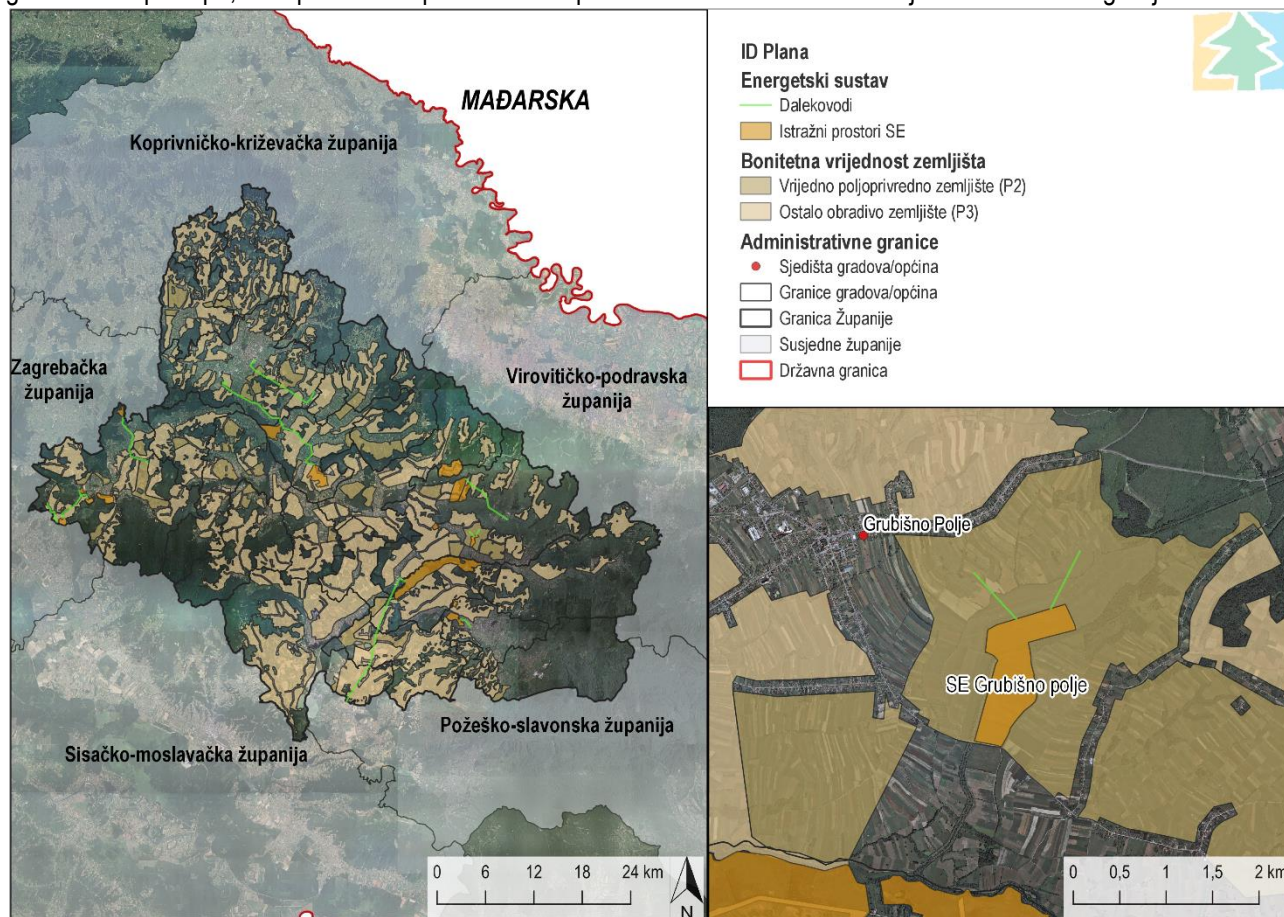 MAĐARSKA
Koprivničko-križevačka županija
Zagrebačka
županija
Virovitičko-podravska
županija
Požeško-slavonska županija
Sisačko-moslavačka županija
0 6 12 18 24 km
N
ID Plana
Energetski sustav
Dalekovodi
Istražni prostori SE
Bonitetna vrijednost zemljišta
Vrijedno poljoprivredno zemljište (P2)
Ostalo obradivo zemljište (P3)
Administrativne granice
Sjedišta gradova/općina
Granice gradova/općina
Granica Županije
Susjedne županije
Državna granica
Grubišno Polje
SE Grubišno polje
0 0,5 1 1,5 2 km